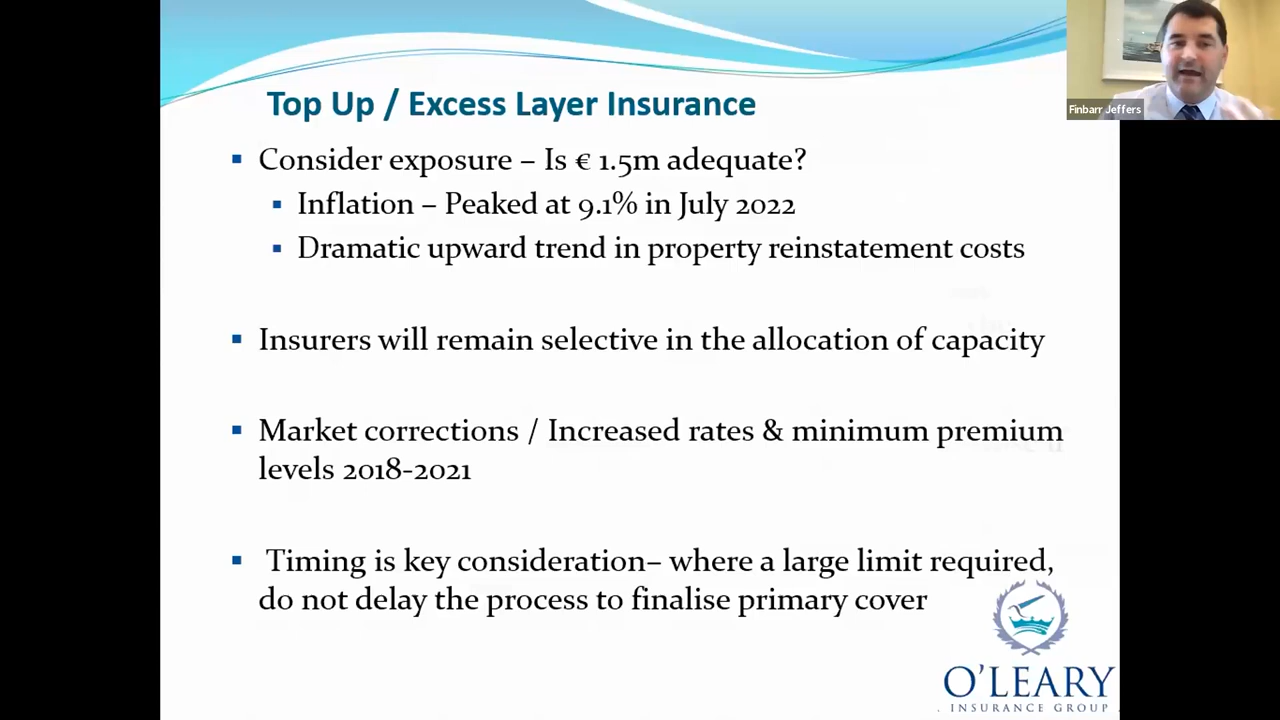 Finbarr Jeffers
Top Up / Excess Layer Insurance
▪ Consider exposure – Is € 1.5m adequate?
▪ Inflation – Peaked at 9.1% in July 2022
▪ Dramatic upward trend in property reinstatement costs
▪ Insurers will remain selective in the allocation of capacity
▪ Market corrections / Increased rates & minimum premium
levels 2018-2021
▪ Timing is key consideration– where a large limit required,
do not delay the process to finalise primary cover
O'LEARY
INSURANCE GROUP